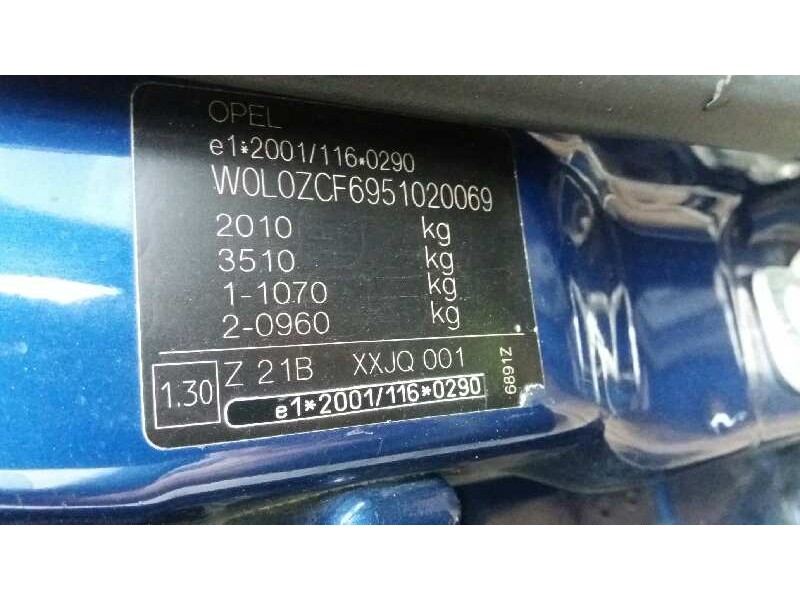 OPEL
e1*2001/116*0290
W0L0ZCF6951020069
2010 kg
3510 kg
1-1070 kg
2-0960 kg
1.30 Z 21B XXJQ 001
e1*2001/116*0290
6891Z